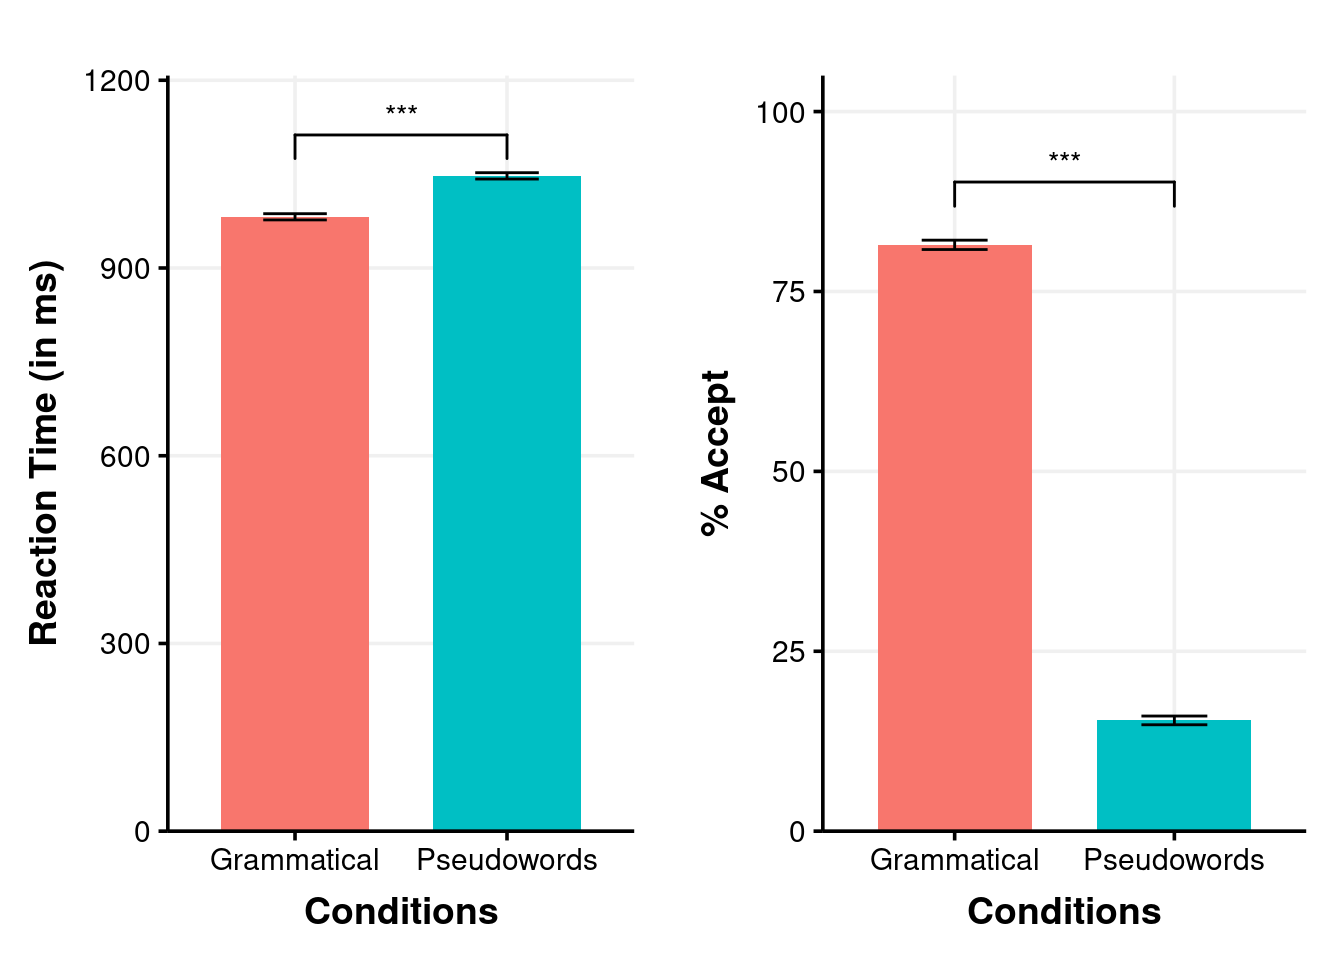 Reaction Time (in ms)
1200
900
600
300
0
***
Grammatical Pseudowords
Conditions
% Accept
100
75
50
25
0
***
Grammatical Pseudowords
Conditions